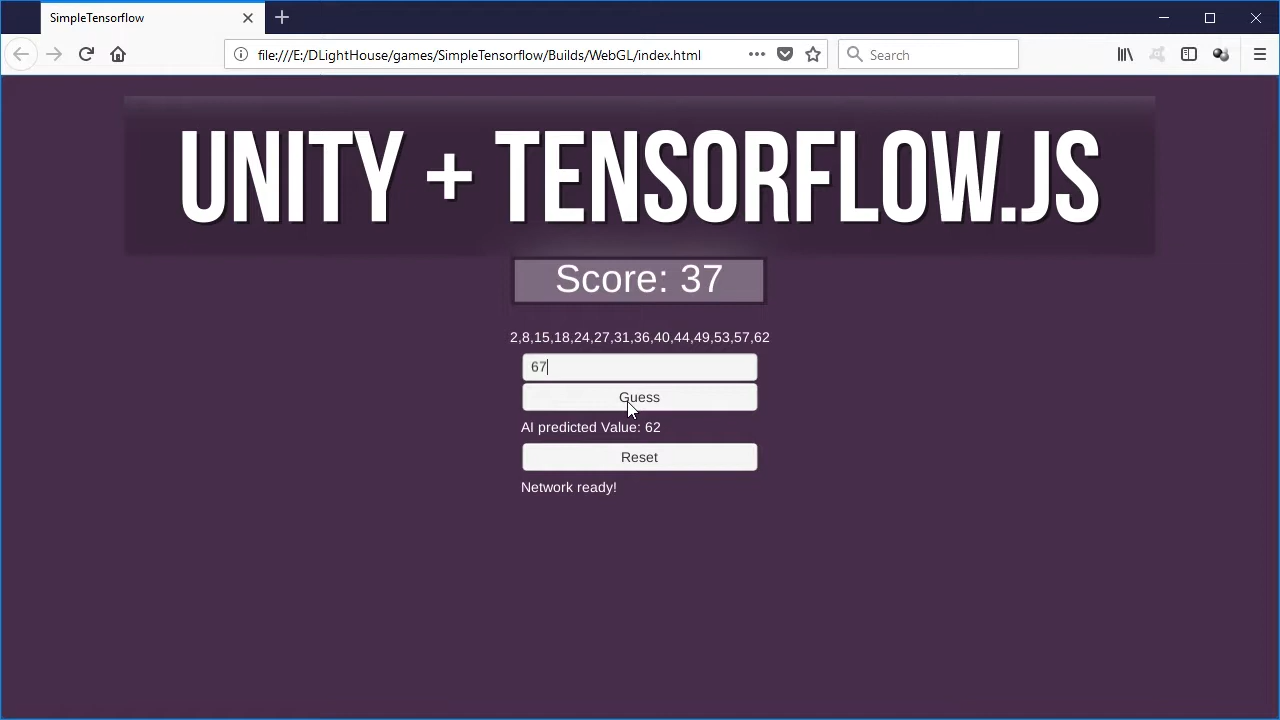 SimpleTensorflow
file:///E:/DLightHouse/games/SimpleTensorflow/Builds/WebGL/index.html
Search
UNITY + TENSORFLOW.JS
Score: 37
2,8,15,18,24,27,31,36,40,44,49,53,57,62
67
Guess
AI predicted Value: 62
Reset
Network ready!